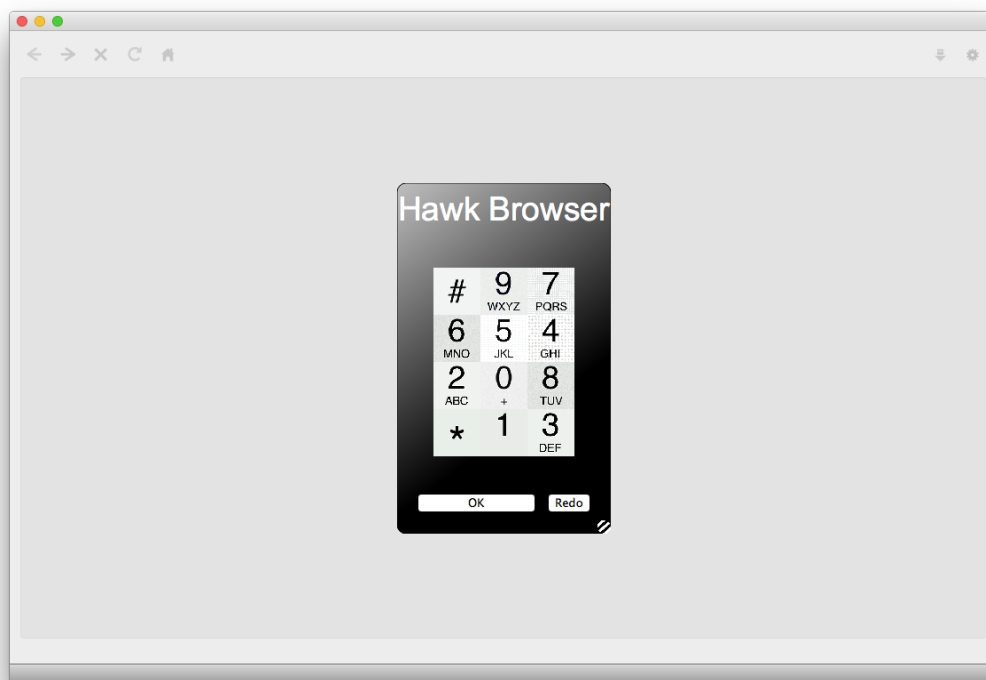 Hawk Browser
# 9 7
WXYZ PQRS
6 5 4
MNO JKL GHI
2 0 8
ABC + TUV
* 1 3
DEF
OK Redo